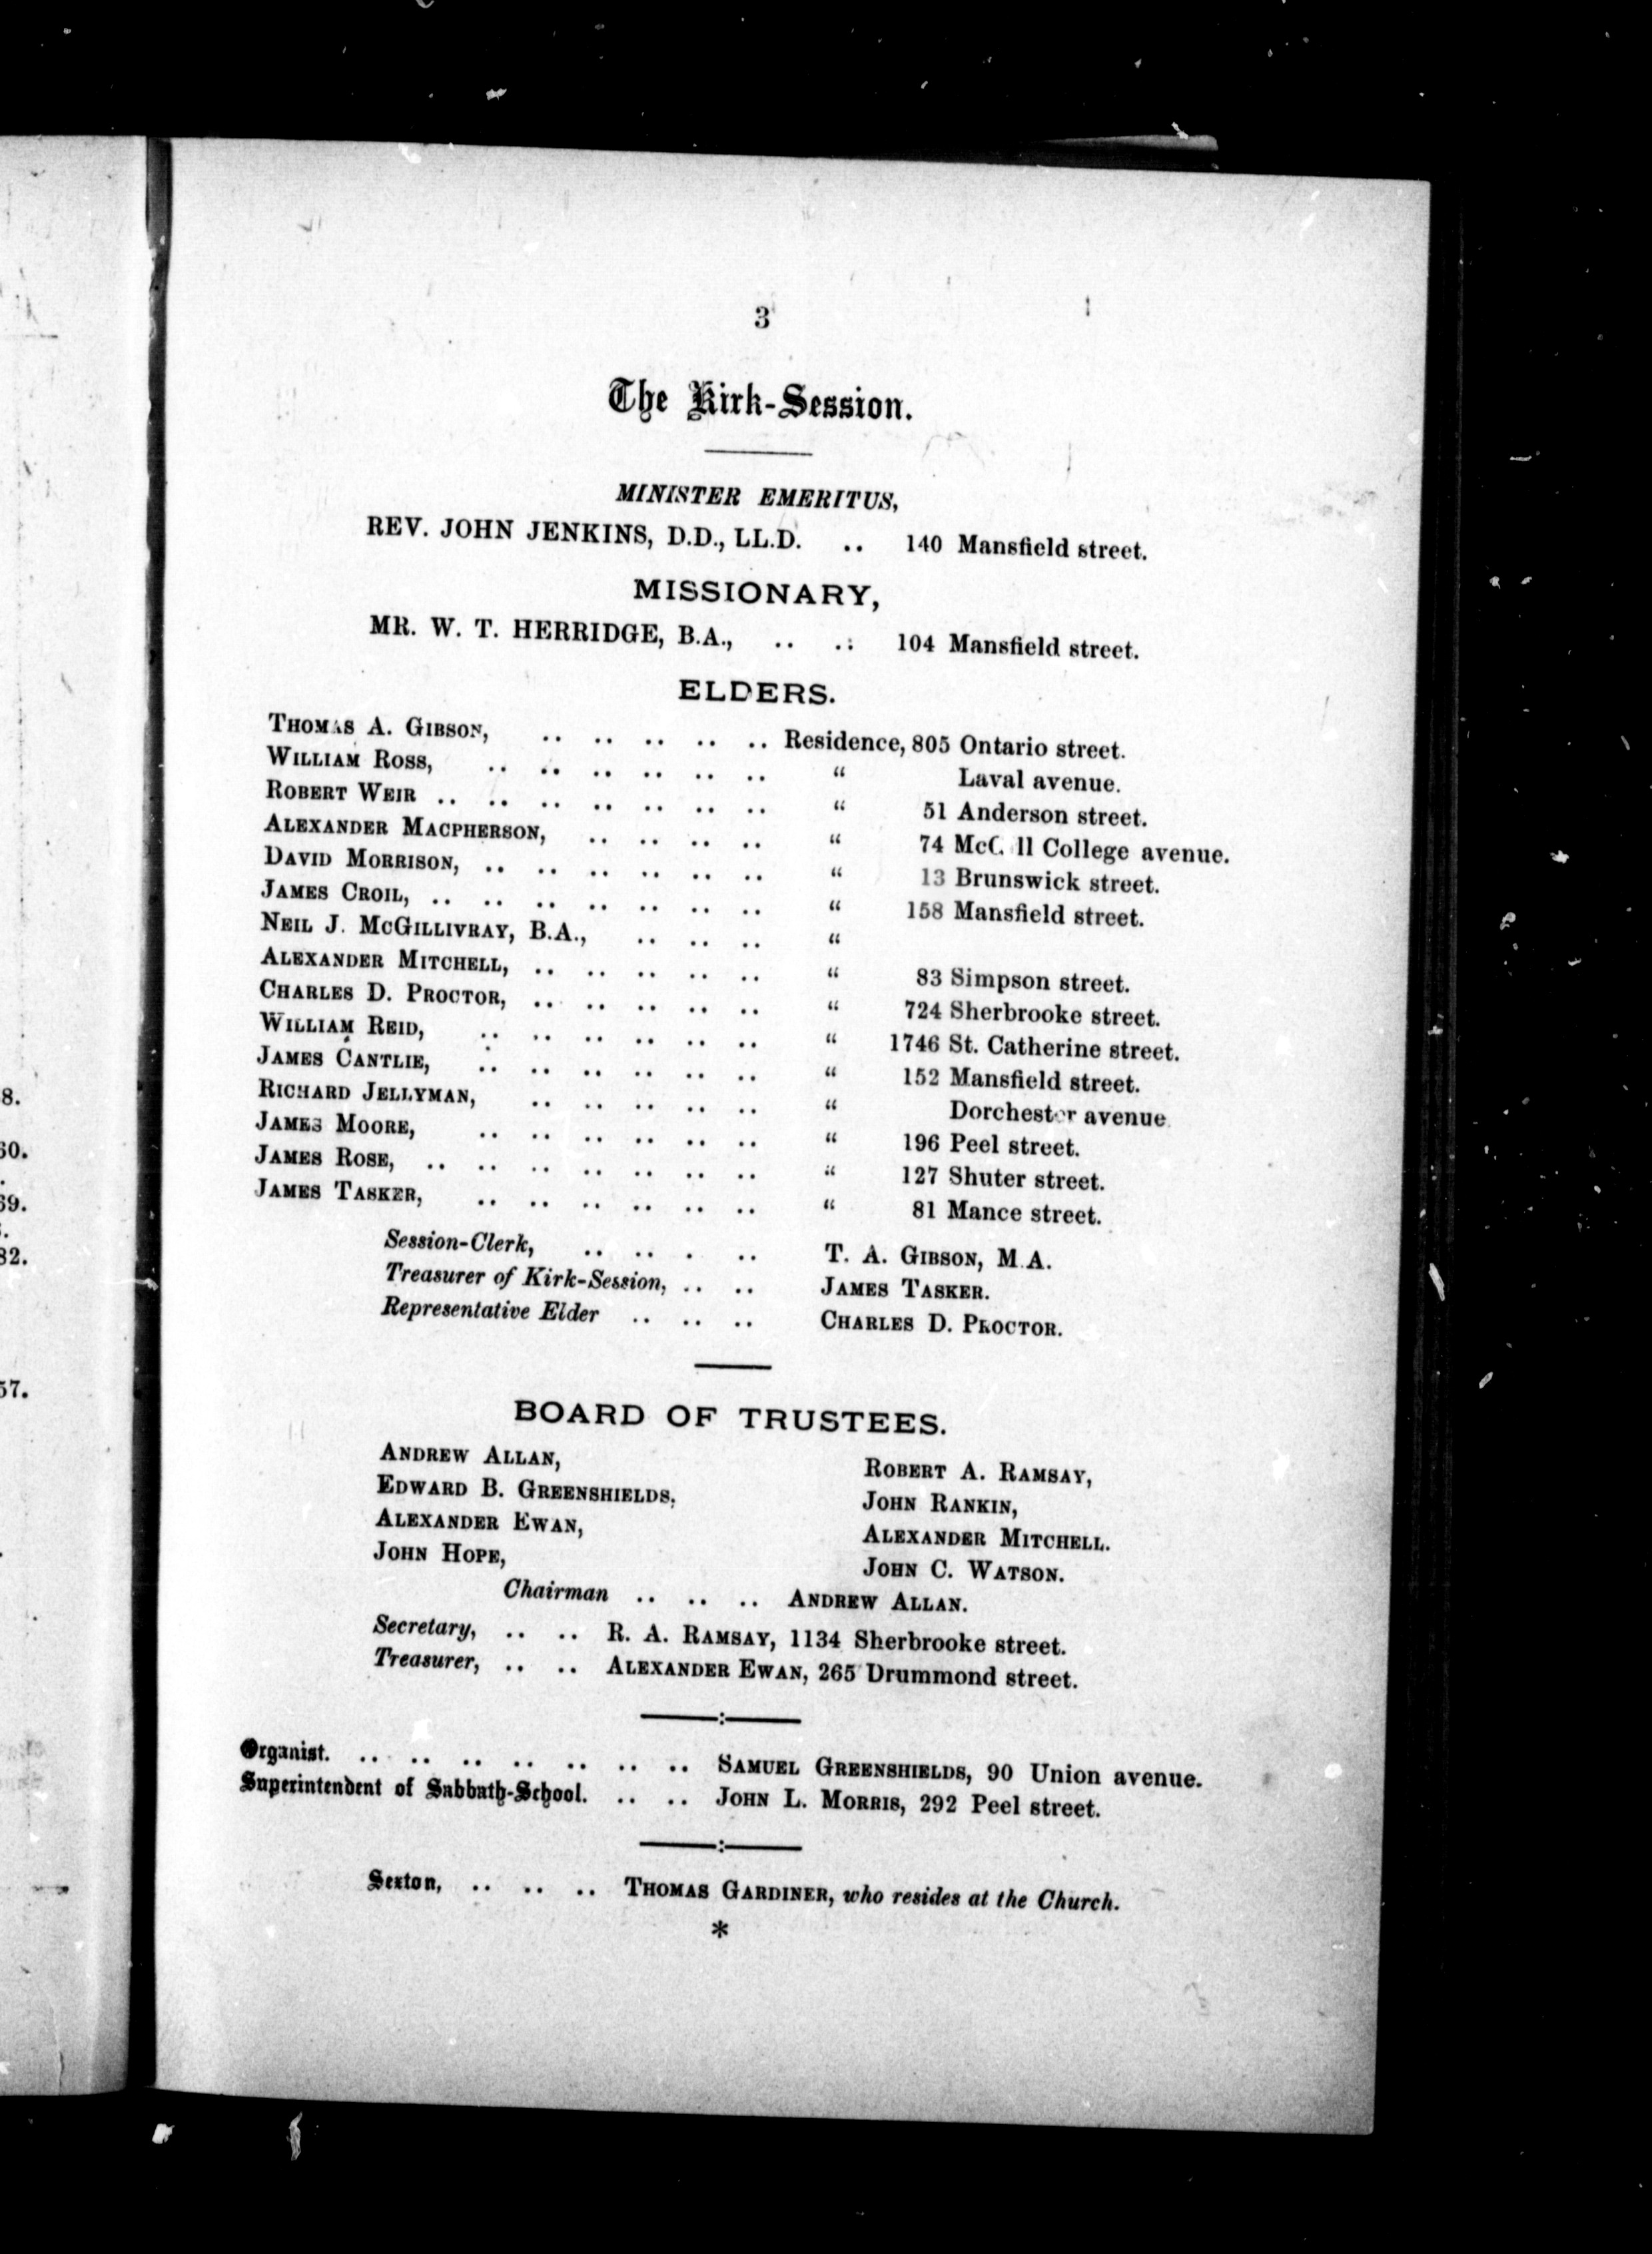 3
The Kirk-Session.
MINISTER EMERITUS,
REV. JOHN JENKINS, D.D., LL.D. .. 140 Mansfield street.
MISSIONARY,
MR. W. T. HERRIDGE, B.A., .. .. 104 Mansfield street.
ELDERS.
THOMAS A. GIBSON, .. .. .. .. .. Residence, 805 Ontario street.
WILLIAM ROSS, .. .. .. .. .. .. “ Laval avenue.
ROBERT WEIR .. .. .. .. .. .. .. “ 51 Anderson street.
ALEXANDER MACPHERSON, .. .. .. .. “ 74 McG ll College avenue.
DAVID MORRISON, .. .. .. .. .. .. “ 13 Brunswick street.
JAMES CROIL, .. .. .. .. .. .. .. “ 158 Mansfield street.
NEIL J. MCGILLIVRAY, B.A., .. .. .. “
ALEXANDER MITCHELL, .. .. .. .. .. “ 83 Simpson street.
CHARLES D. PROCTOR, .. .. .. .. .. “ 724 Sherbrooke street.
WILLIAM REID, .. .. .. .. .. .. “ 1746 St. Catherine street.
JAMES CANTLIE, .. .. .. .. .. .. “ 152 Mansfield street.
RICHARD JELLYMAN, .. .. .. .. .. “ Dorchester avenue
JAMES MOORE, .. .. .. .. .. .. “ 196 Peel street.
JAMES ROSE, .. .. .. .. .. .. .. “ 127 Shuter street.
JAMES TASKER, .. .. .. .. .. .. “ 81 Mance street.
Session-Clerk, .. .. . .. T. A. GIBSON, M.A.
Treasurer of Kirk-Session, .. .. JAMES TASKER.
Representative Elder .. .. .. CHARLES D. PROCTOR.
BOARD OF TRUSTEES.
ANDREW ALLAN, ROBERT A. RAMSAY,
EDWARD B. GREENSHIELDS, JOHN RANKIN,
ALEXANDER EWAN, ALEXANDER MITCHELL.
JOHN HOPE, JOHN C. WATSON.
Chairman .. .. .. ANDREW ALLAN.
Secretary, .. .. R. A. RAMSAY, 1134 Sherbrooke street.
Treasurer, .. .. ALEXANDER EWAN, 265 Drummond street.
Organist. .. .. .. .. .. .. .. SAMUEL GREENSHIELDS, 90 Union avenue.
Superintendent of Sabbath-School. .. .. JOHN L. MORRIS, 292 Peel street.
Sexton, .. .. .. THOMAS GARDINER, who resides at the Church.
*